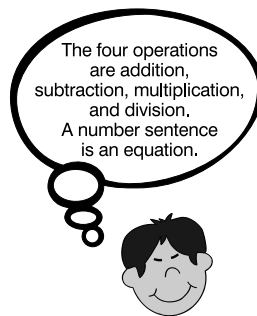 The four operations
are addition,
subtraction, multiplication,
and division.
A number sentence
is an equation.